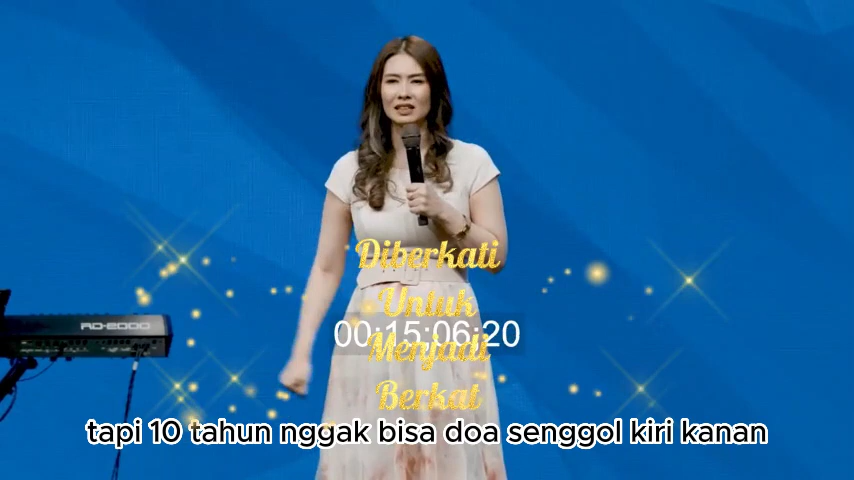 Diberkati
Untuk
00:15:06:20
Menjadi
Berkat
RD-2000
tapi 10 tahun nggak bisa doa senggol kiri kanan